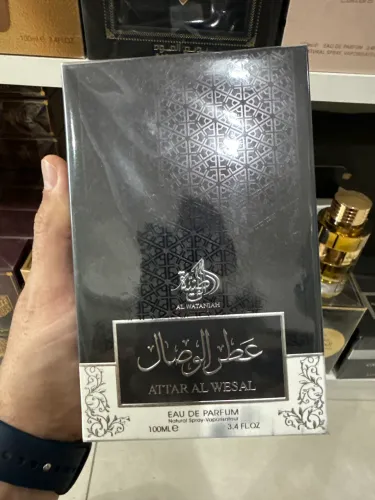 الوطنية
AL WATANIAH
عطر الوصال
ATTAR AL WESAL
EAU DE PARFUM
Natural Spray-Vaporisateur
100ML e 3.4 FL.OZ